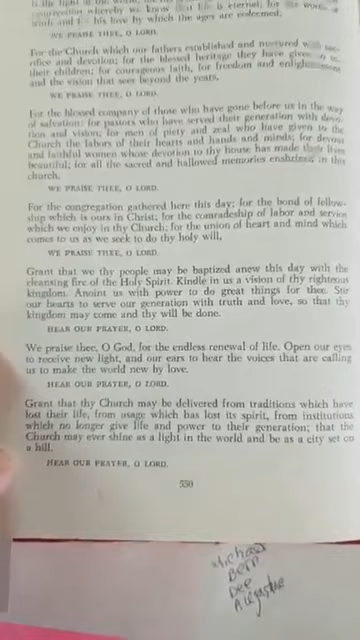 is the light of the world, for his word, a
companion whereby we know that life is eternal; for
truth and for his love by which the ages are redeemed,
WE PRAISE THEE, O LORD.
For the Church which our fathers established and nurtured with sac-
rifice and devotion; for the blessed heritage they have given to
their children; for courageous faith, for freedom and enlightenment
and the vision that sees beyond the years.
WE PRAISE THEE, O LORD.
For the blessed company of those who have gone before us in the way
of salvation; for pastors who have served their generation with devo-
tion and vision; for men of piety and zeal who have given to the
Church the labors of their hearts and hands and minds; for devout
and faithful women whose devotion to thy house has made their lives
beautiful; for all the sacred and hallowed memories enshrined in this
church,
WE PRAISE THEE, O LORD.
For the congregation gathered here this day; for the bond of fellow-
ship which is ours in Christ; for the comradeship of labor and service
which we enjoy in thy Church; for the union of heart and mind which
comes to us as we seek to do thy holy will,
WE PRAISE THEE, O LORD.
Grant that we thy people may be baptized anew this day with the
cleansing fire of the Holy Spirit. Kindle in us a vision of thy righteous
kingdom. Anoint us with power to do great things for thee. Stir
our hearts to serve our generation with truth and love, so that thy
kingdom may come and thy will be done.
HEAR OUR PRAYER, O LORD.
We praise thee, O God, for the endless renewal of life. Open our eyes
to receive new light, and our ears to hear the voices that are calling
us to make the world new by love.
HEAR OUR PRAYER, O LORD.
Grant that thy Church may be delivered from traditions which have
lost their life, from usage which has lost its spirit, from institutions
which no longer give life and power to their generation; that the
Church may ever shine as a light in the world and be as a city set on
a hill.
HEAR OUR PRAYER, O LORD.
550
Michael
Bern
Dee